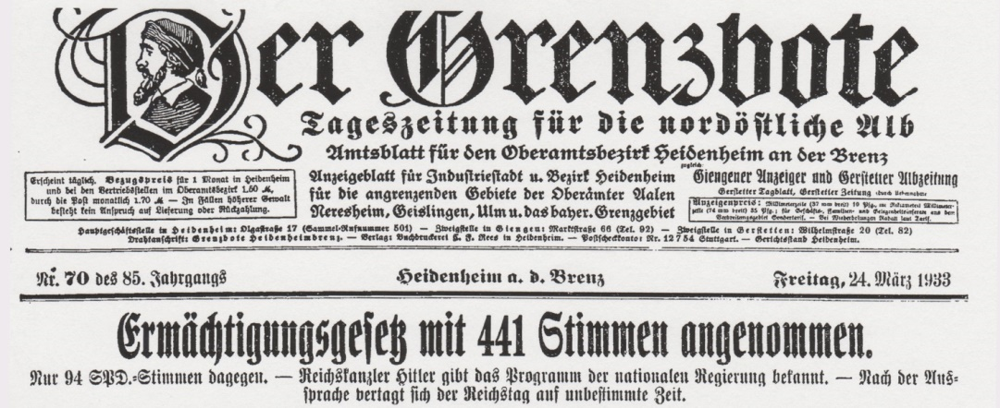 Der Grenzbote
Tageszeitung für die nordöstliche Alb
Amtsblatt für den Oberamtsbezirk Heidenheim an der Brenz
Erscheint täglich. Bezugspreis für 1 Monat in Heidenheim
und bei den Vertriebsstellen im Oberamtsbezirk 1.60 ℳ,
durch die Post monatlich 1.70 ℳ — In Fällen höherer Gewalt
besteht kein Anspruch auf Lieferung oder Rückzahlung.
Anzeigeblatt für Industriestadt u. Bezirk Heidenheim
für die angrenzenden Gebiete der Oberämter Aalen
Neresheim, Geislingen, Ulm u. das bayer. Grenzgebiet
zugleich
Giengener Anzeiger und Gerstetter Albzeitung
Gerstetter Tagblatt, Gerstetter Zeitung
Anzeigenpreis: Millimeterzeile (37 mm breit) 10 Pfg., im Reklameteil Millimeter-
zeile (74 mm breit) 35 Pfg.; für Geschäfts-, Familien- und Gelegenheitsinserate aus dem
Verbreitungsgebiet Sondertarif. — Bei Wiederholungen Rabatt laut Tarif.
Hauptgeschäftsstelle in Heidenheim: Olgastraße 17 (Sammel-Rufnummer 501) — Zweigstelle in Giengen: Marktstraße 66 (Tel. 92) — Zweigstelle in Gerstetten: Wilhelmstraße 20 (Tel. 82)
Drahtanschrift: Grenzbote Heidenheimbrenz. — Verlag: Buchdruckerei C. F. Rees in Heidenheim. — Postscheckkonto: Nr. 12754 Stuttgart. — Gerichtsstand Heidenheim.
Nr. 70 des 85. Jahrgangs
Heidenheim a. d. Brenz
Freitag, 24. März 1933
Ermächtigungsgesetz mit 441 Stimmen angenommen.
Nur 94 SPD.-Stimmen dagegen. — Reichskanzler Hitler gibt das Programm der nationalen Regierung bekannt. — Nach der Aus-
sprache vertagt sich der Reichstag auf unbestimmte Zeit.